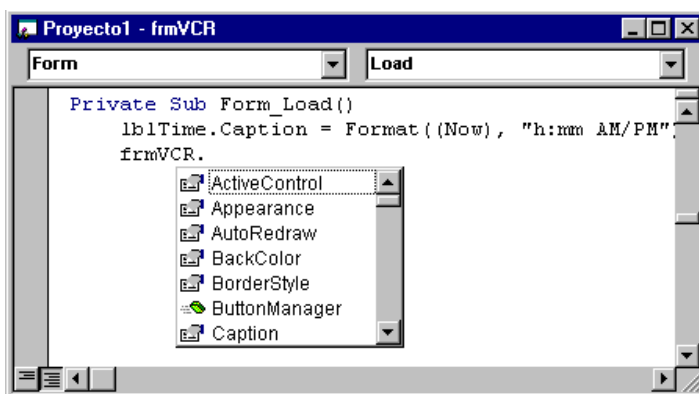 Proyecto1 - frmVCR
Form Load
Private Sub Form_Load()
lblTime.Caption = Format((Now), "h:mm AM/PM")
frmVCR.
ActiveControl
Appearance
AutoRedraw
BackColor
BorderStyle
ButtonManager
Caption